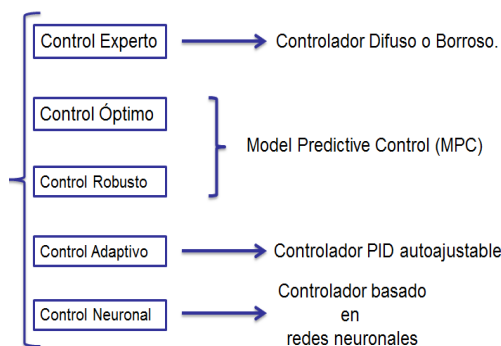 Control Experto
Controlador Difuso o Borroso.
Control Óptimo
Model Predictive Control (MPC)
Control Robusto
Control Adaptivo
Controlador PID autoajustable
Control Neuronal
Controlador basado
en
redes neuronales